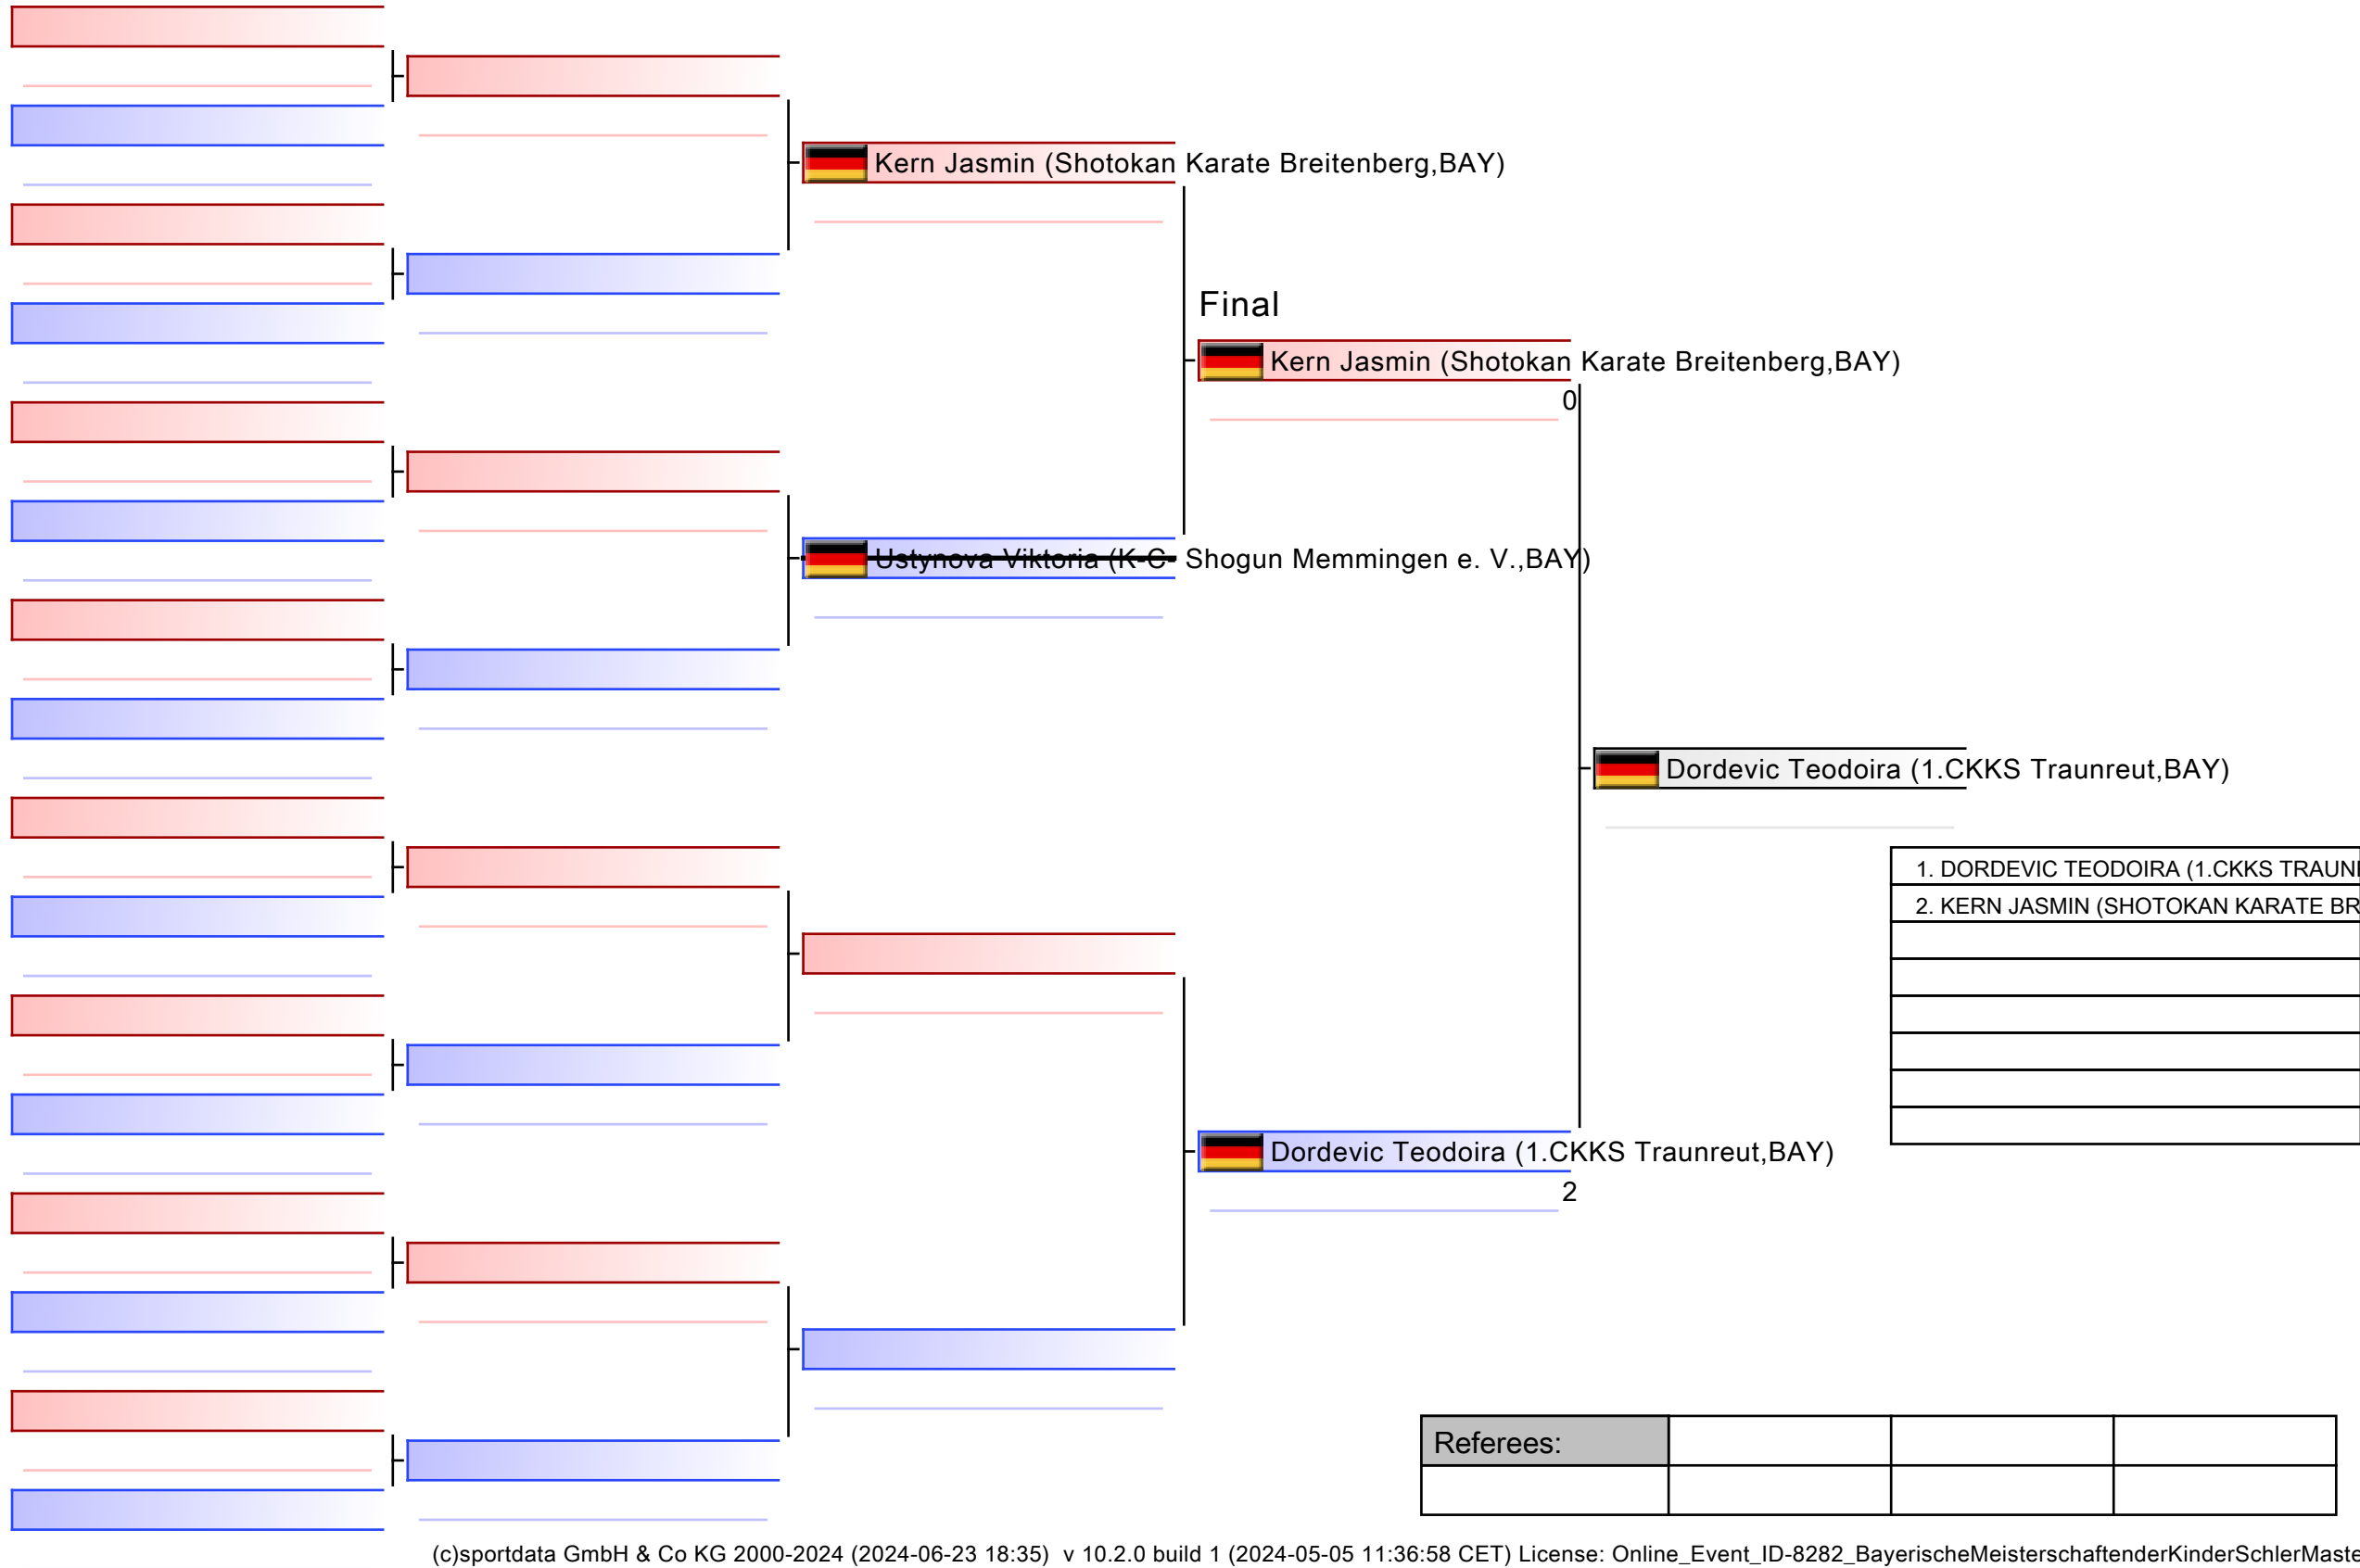 Kern Jasmin (Shotokan Karate Breitenberg,BAY)
Final
Kern Jasmin (Shotokan Karate Breitenberg,BAY)
0
Ustynova Viktoria (K-C- Shogun Memmingen e. V.,BAY)
Dordevic Teodoira (1.CKKS Traunreut,BAY)
1. DORDEVIC TEODOIRA (1.CKKS TRAUN
2. KERN JASMIN (SHOTOKAN KARATE BR
Dordevic Teodoira (1.CKKS Traunreut,BAY)
2
Referees:
(c)sportdata GmbH & Co KG 2000-2024 (2024-06-23 18:35) v 10.2.0 build 1 (2024-05-05 11:36:58 CET) License: Online_Event_ID-8282_BayerischeMeisterschaftenderKinderSchlerMaste